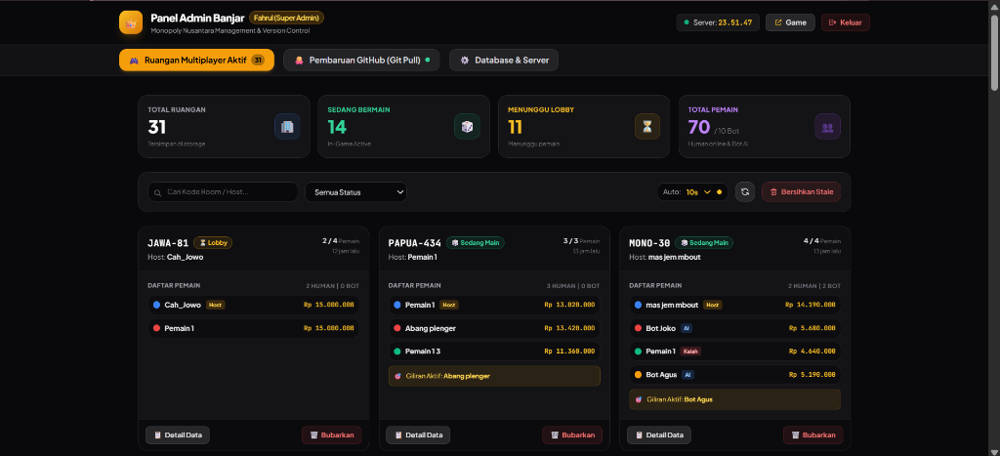 Panel Admin Banjar Fahrul (Super Admin)
Monopoly Nusantara Management & Version Control
Server: 23.51.47 Game Keluar
Ruangan Multiplayer Aktif 31 Pembaruan GitHub (Git Pull) Database & Server
TOTAL RUANGAN
31
Tersimpan di storage
SEDANG BERMAIN
14
In-Game Active
MENUNGGU LOBBY
11
Menunggu pemain
TOTAL PEMAIN
70 / 10 Bot
Human online & Bot AI
Cari Kode Room / Host... Semua Status Auto: 10s Bersihkan Stale
JAWA-81 Lobby 2 / 4 Pemain
Host: Cah_Jowo 12 jam lalu
DAFTAR PEMAIN 2 HUMAN | 0 BOT
Cah_Jowo Host Rp 15.000.000
Pemain 1 Rp 15.000.000
Detail Data Bubarkan
PAPUA-434 Sedang Main 3 / 3 Pemain
Host: Pemain 1 13 jam lalu
DAFTAR PEMAIN 3 HUMAN | 0 BOT
Pemain 1 Host Rp 13.020.000
Abang plenger Rp 13.420.000
Pemain 1 3 Rp 11.360.000
Giliran Aktif: Abang plenger
Detail Data Bubarkan
MONO-30 Sedang Main 4 / 4 Pemain
Host: mas jem mbout 13 jam lalu
DAFTAR PEMAIN 2 HUMAN | 2 BOT
mas jem mbout Host Rp 14.190.000
Bot Joko AI Rp 5.680.000
Pemain 1 Kalah Rp 4.640.000
Bot Agus AI Rp 5.190.000
Giliran Aktif: Bot Agus
Detail Data Bubarkan